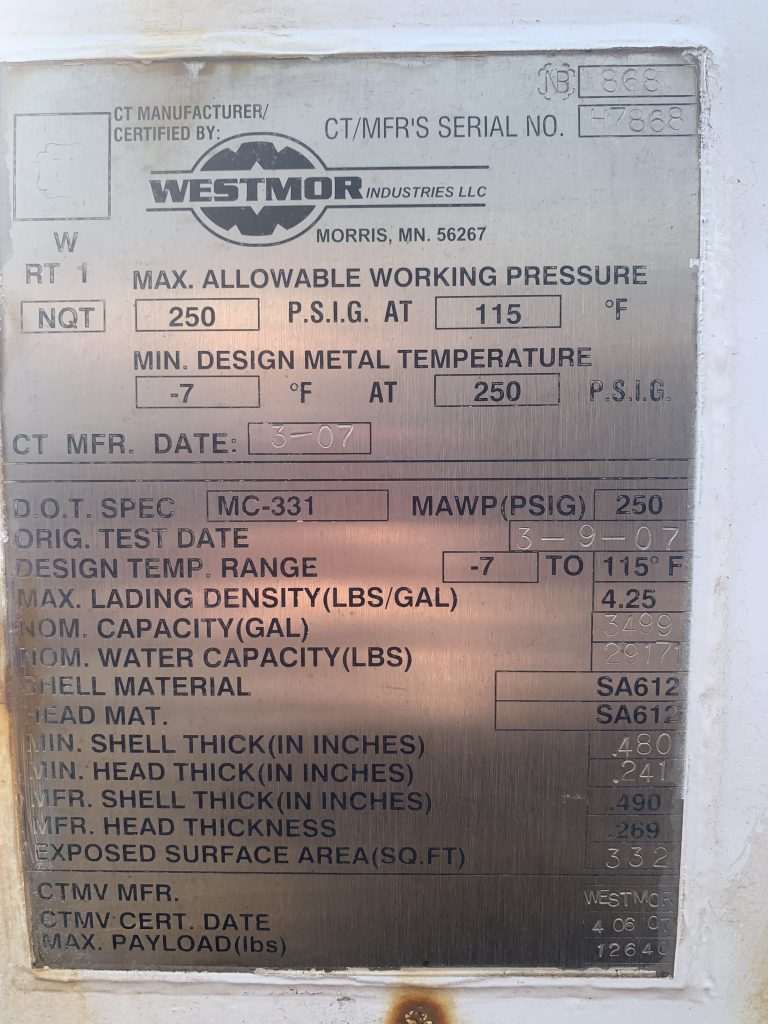 NB 868
CT MANUFACTURER/
CERTIFIED BY:
CT/MFR'S SERIAL NO. H7868
WESTMOR INDUSTRIES LLC
MORRIS, MN. 56267
W
RT 1
NQT
MAX. ALLOWABLE WORKING PRESSURE
250 P.S.I.G. AT 115 °F
MIN. DESIGN METAL TEMPERATURE
-7 °F AT 250 P.S.I.G.
CT MFR. DATE: 3-07
D.O.T. SPEC MC-331 MAWP(PSIG) 250
ORIG. TEST DATE 3-9-07
DESIGN TEMP. RANGE -7 TO 115° F
MAX. LADING DENSITY(LBS/GAL) 4.25
NOM. CAPACITY(GAL) 3499
NOM. WATER CAPACITY(LBS) 29171
SHELL MATERIAL SA612
HEAD MAT. SA612
MIN. SHELL THICK(IN INCHES) .480
MIN. HEAD THICK(IN INCHES) .241
MFR. SHELL THICK(IN INCHES) .490
MFR. HEAD THICKNESS .269
EXPOSED SURFACE AREA(SQ.FT) 332
CTMV MFR. WESTMOR
CTMV CERT. DATE 4 06 07
MAX. PAYLOAD(lbs) 12640